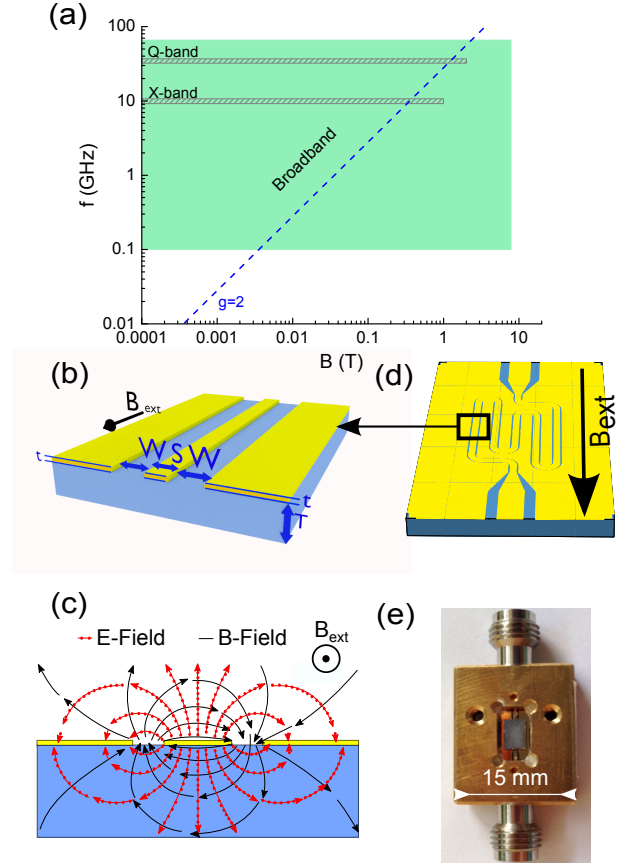 (a)
100
10
1
0.1
0.01
f (GHz)
Q-band
X-band
Broadband
g=2
0.0001 0.001 0.01 0.1 1 10
B (T)
(b)
B ext
t
W S W
t
T
(d)
Bext
(c)
E-Field B-Field Bext
(e)
15 mm